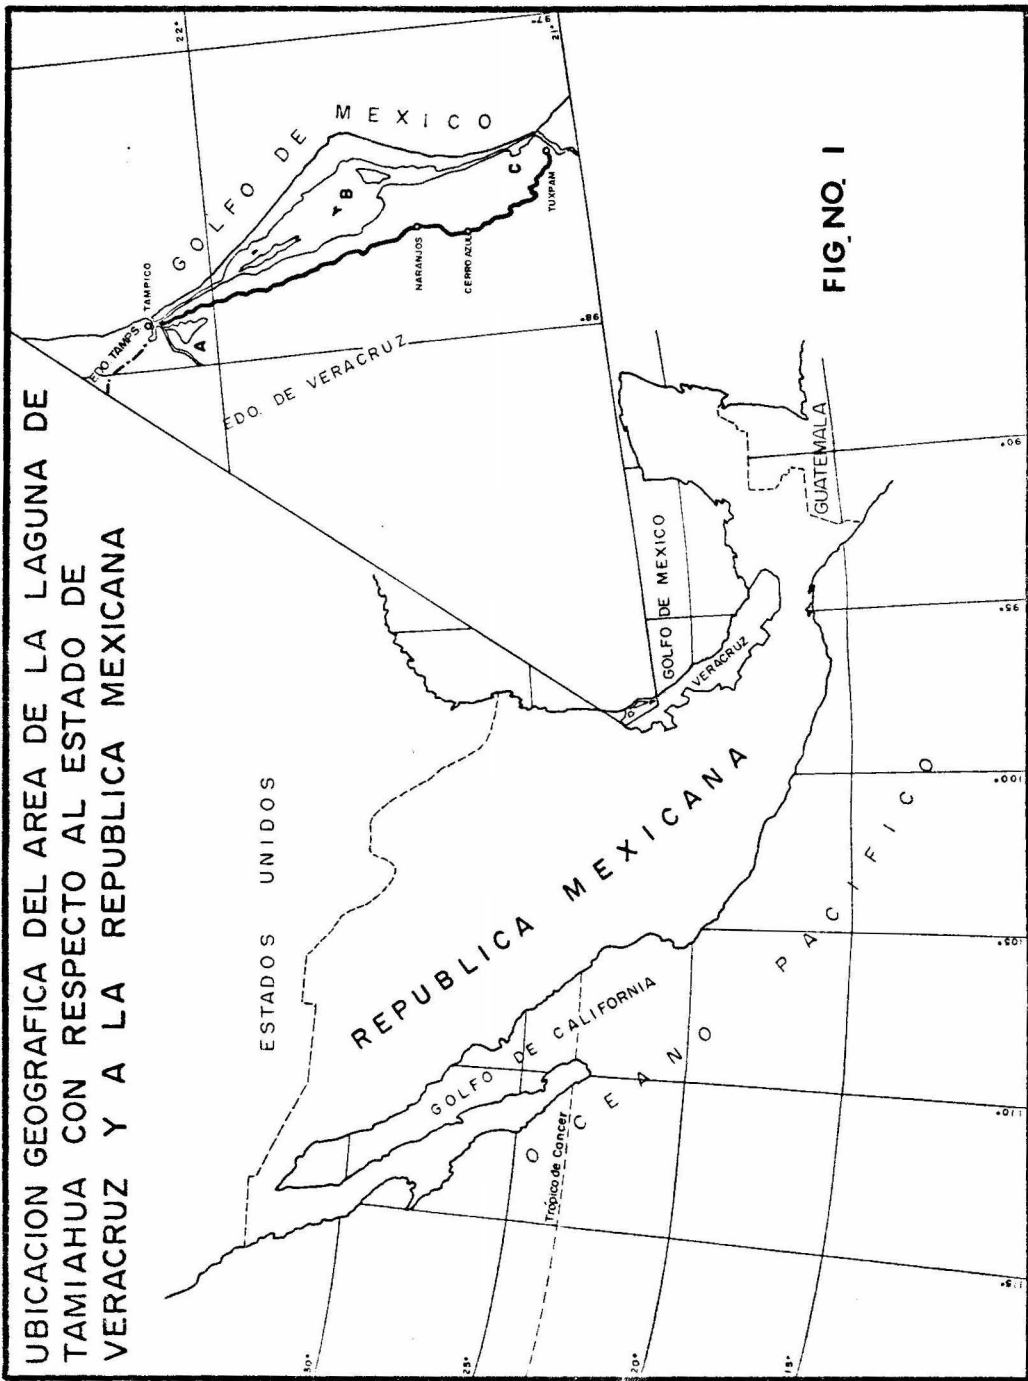 UBICACION GEOGRAFICA DEL AREA DE LA LAGUNA DE
TAMIAHUA CON RESPECTO AL ESTADO DE
VERACRUZ Y A LA REPUBLICA MEXICANA
ESTADOS UNIDOS
REPUBLICA MEXICANA
GOLFO DE CALIFORNIA
OCEANO PACIFICO
Trópico de Cancer
GOLFO DE MEXICO
VERACRUZ
GUATEMALA
30°
25°
20°
15°
115°
110°
105°
100°
95°
90°
EDO TAMPS.
TAMPICO
GOLFO DE MEXICO
EDO. DE VERACRUZ
NARANJOS
CERRO AZUL
TUXPAM
A
B
C
22°
21°
97°
98°
FIG. NO. 1